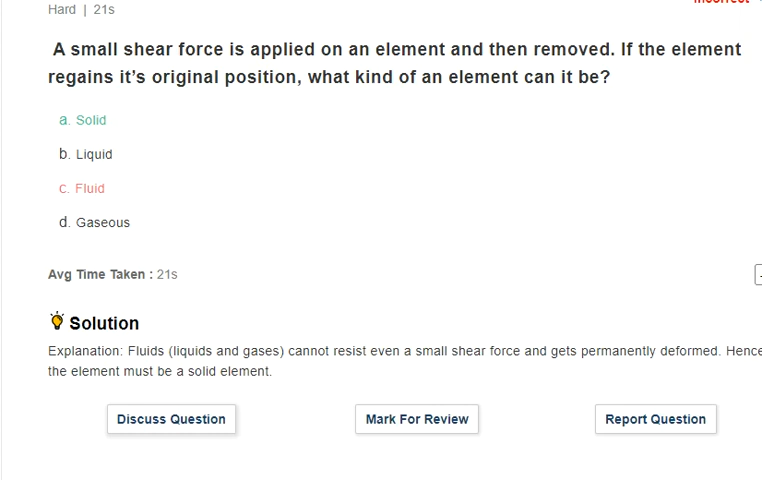 Hard | 21s
Incorrect
A small shear force is applied on an element and then removed. If the element
regains it's original position, what kind of an element can it be?
a. Solid
b. Liquid
c. Fluid
d. Gaseous
Avg Time Taken : 21s
Solution
Explanation: Fluids (liquids and gases) cannot resist even a small shear force and gets permanently deformed. Hence
the element must be a solid element.
Discuss Question
Mark For Review
Report Question